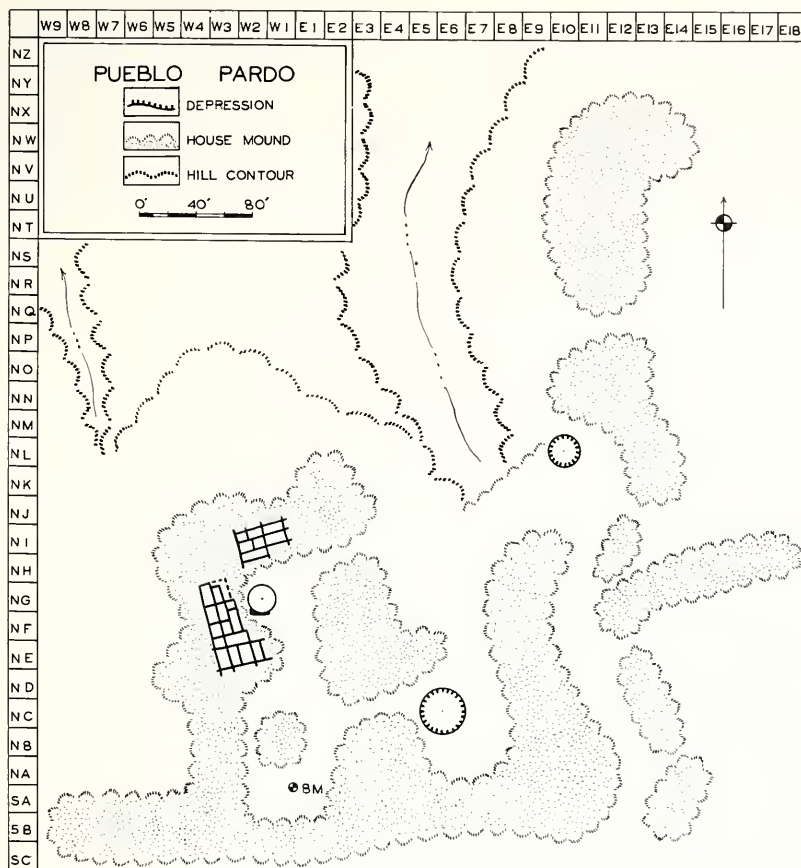 W9 W8 W7 W6 W5 W4 W3 W2 W1 E1 E2 E3 E4 E5 E6 E7 E8 E9 E10 E11 E12 E13 E14 E15 E16 E17 E18
NZ
NY
NX
NW
NV
NU
NT
NS
NR
NQ
NP
NO
NN
NM
NL
NK
NJ
NI
NH
NG
NF
NE
ND
NC
NB
NA
SA
SB
SC
PUEBLO PARDO
DEPRESSION
HOUSE MOUND
HILL CONTOUR
0' 40' 80'
BM